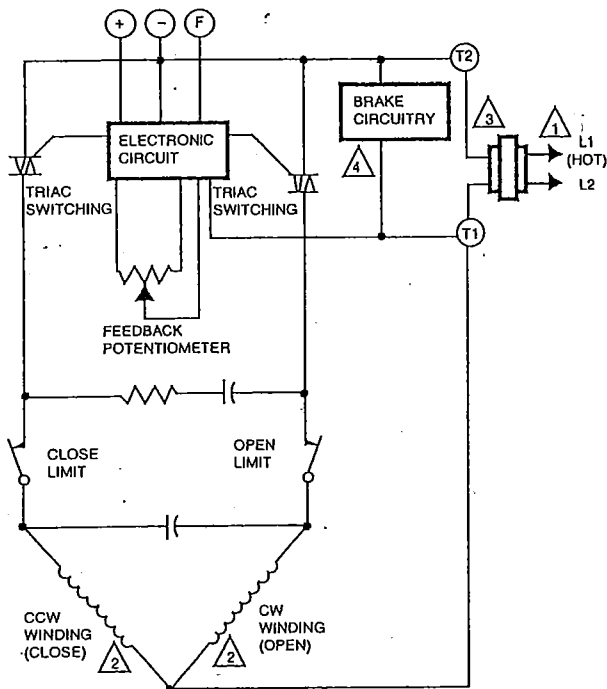 +
−
F
T2
BRAKE
CIRCUITRY
3
1
L1
(HOT)
L2
ELECTRONIC
CIRCUIT
4
TRIAC
SWITCHING
TRIAC
SWITCHING
T1
FEEDBACK
POTENTIOMETER
CLOSE
LIMIT
OPEN
LIMIT
CCW
WINDING
(CLOSE)
2
2
CW
WINDING
(OPEN)